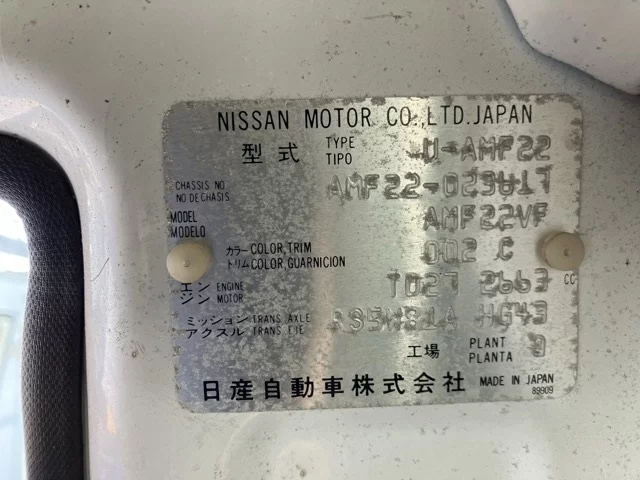 NISSAN MOTOR CO.,LTD.JAPAN
型式 TYPE TIPO U-AMF22
CHASSIS NO NO DE CHASIS
MODEL MODELO AMF22VF
カラー COLOR,TRIM トリム COLOR,GUARNICION 002 C
エンジン ENGINE MOTOR TD27 2663 CC
ミッション TRANS AXLE アクスル TRANS EJE HG43
工場 PLANT PLANTA
日産自動車株式会社 MADE IN JAPAN
89909